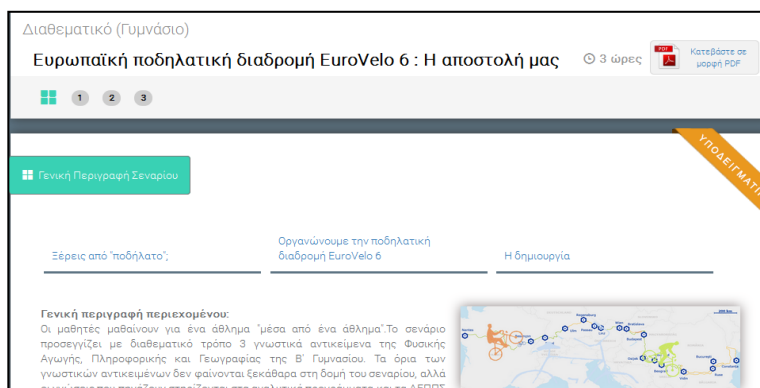 Διαθεματικό (Γυμνάσιο)
Ευρωπαϊκή ποδηλατική διαδρομή EuroVelo 6 : Η αποστολή μας
3 ώρες
PDF
Κατεβάστε σε
μορφή PDF
1 2 3
Γενική Περιγραφή Σεναρίου
Ξέρεις από "ποδήλατο";
Οργανώνουμε την ποδηλατική
διαδρομή EuroVelo 6
Η δημιουργία
Γενική περιγραφή περιεχομένου:
Οι μαθητές μαθαίνουν για ένα άθλημα "μέσα από ένα άθλημα".Το σενάριο
προσεγγίζει με διαθεματικό τρόπο 3 γνωστικά αντικείμενα της Φυσικής
Αγωγής, Πληροφορικής και Γεωγραφίας της Β' Γυμνασίου. Τα όρια των
γνωστικών αντικειμένων δεν φαίνονται ξεκάθαρα στη δομή του σεναρίου, αλλά